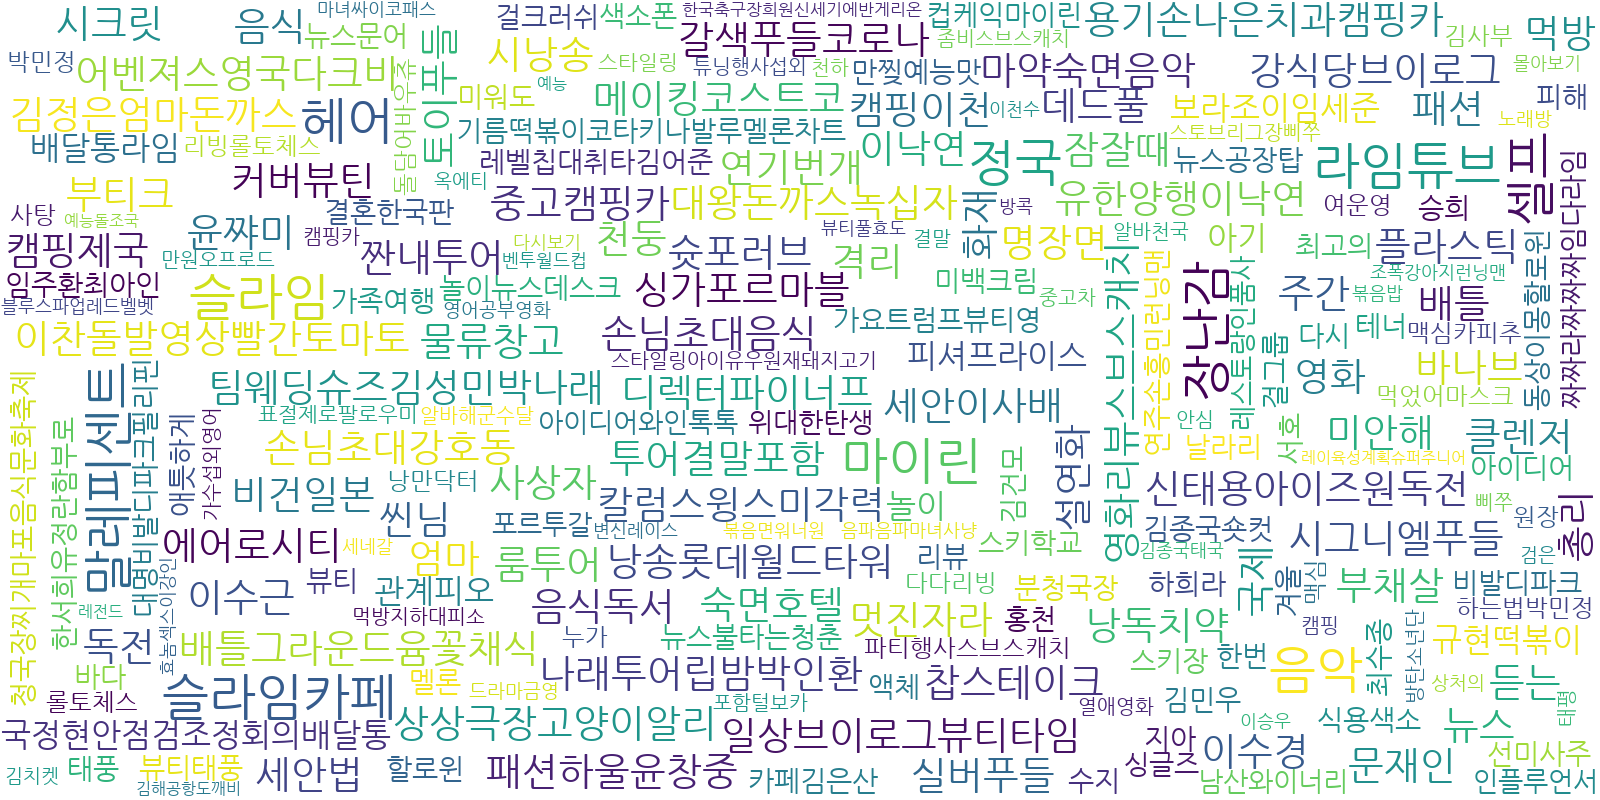 시크릿
음식
마녀싸이코패스
뉴스문어
걸크러쉬
색소폰
한국축구장희원신세기에반게리온
컵케익마이린
용기손나은치과캠핑카
김사부
먹방
박민정
어벤져스영국다크비
토이푸들
시낭송
스타일링
갈색푸들코로나
좀비스브스캐치
튜닝행사섭외
천하
만찢예능맛
마약숙면음악
강식당브이로그
몰아보기
김정은엄마돈까스
헤어
돌담어바우쥬
미워도
예능
메이킹코스트코
캠핑이천
이천수
데드풀
보라조이임세준
패션
피해
노래방
배달통라임
리빙롤토체스
기름떡볶이코타키나발루멜론차트
이낙연
정국
잠잘때
스토브리그장삐쭈
뉴스공장탑
라임튜브
셀프
부티크
커버뷰틴
옥에티
레벨칩대취타김어준
연기번개
사탕
예능돌조국
윤쨔미
결혼한국판
중고캠핑카
대왕돈까스녹십자
화재
방콕
유한양행이낙연
여운영
승희
짜짜라짜짜짜임다라임
캠핑제국
만원오프로드
캠핑카
짠내투어
다시보기
벤투월드컵
천둥
슛포러브
뷰티풀효도
격리
결말
명장면
알바천국
아기
최고의
플라스틱
임주환최아인
블루스파업레드벨벳
슬라임
가족여행
놀이뉴스데스크
영어공부영화
싱가포르마블
미백크림
중고차
영화리뷰스브스캐치
연주손흥민런닝맨
장난감
레스토랑인품사
주간
조폭강아지런닝맨
볶음밥
배틀
동상이몽할로윈
이찬돌발영상빨간토마토
물류창고
손님초대음식
가요트럼프뷰티영
걸그룹
다시
테너
맥심카피추
스타일링아이유우원재돼지고기
피셔프라이스
영화
바나브
청국장찌개마포음식문화축제
한서희유정란함부로
말레피센트
대명비발디파크필리핀
팀웨딩슈즈김성민박나래
디렉터파이너프
세안이사배
먹었어마스크
애틋하게
가수섭외영어
표절제로팔로우미
알바해군수달
아이디어와인톡톡
위대한탄생
안심
서호
미안해
클렌저
손님초대강호동
투어결말포함
마이린
김건모
설연화
날라리
레이육성계획슈퍼주니어
아이디어
비건일본
낭만닥터
사상자
칼럼스윙스미각력
놀이
신태용아이즈원독전
삐쭈
씬님
포르투갈
변신레이스
볶음면워너원
음파음파마녀사냥
스키학교
김종국숏컷
김종국태국
시그니엘푸들
원장
검은
총리
에어로시티
세네갈
엄마
룸투어
낭송롯데월드타워
리뷰
다다리빙
분청국장
하희라
국제
겨울
맥심
부채살
비발디파크
효놈섹스이강인
레전드
이수근
뷰티
관계피오
먹방지하대피소
음식독서
숙면호텔
멋진자라
홍천
낭독치약
하든법박민정
독전
바다
배틀그라운드윰꽃채식
누가
뉴스불타는청춘
파티행사스브스캐치
스키장
한번
캠핑
최수종
방탄소년단
규현떡볶이
롤토체스
슬라임카페
멜론
드라마금영
나래투어립밤박인환
포함털보카
액체
찹스테이크
열애영화
김민우
음악
상처의
듣는
태평
국정현안점검조정회의배달통
상상극장고양이알리
일상브이로그뷰티타임
지아
이승우
식용색소
뉴스
김치켓
태풍
뷰티태풍
김해공항도깨비
세안법
할로윈
패션하울윤창중
카페김은산
실버푸들
수지
싱글즈
이수경
남산와이너리
문재인
선미사주
인플루언서